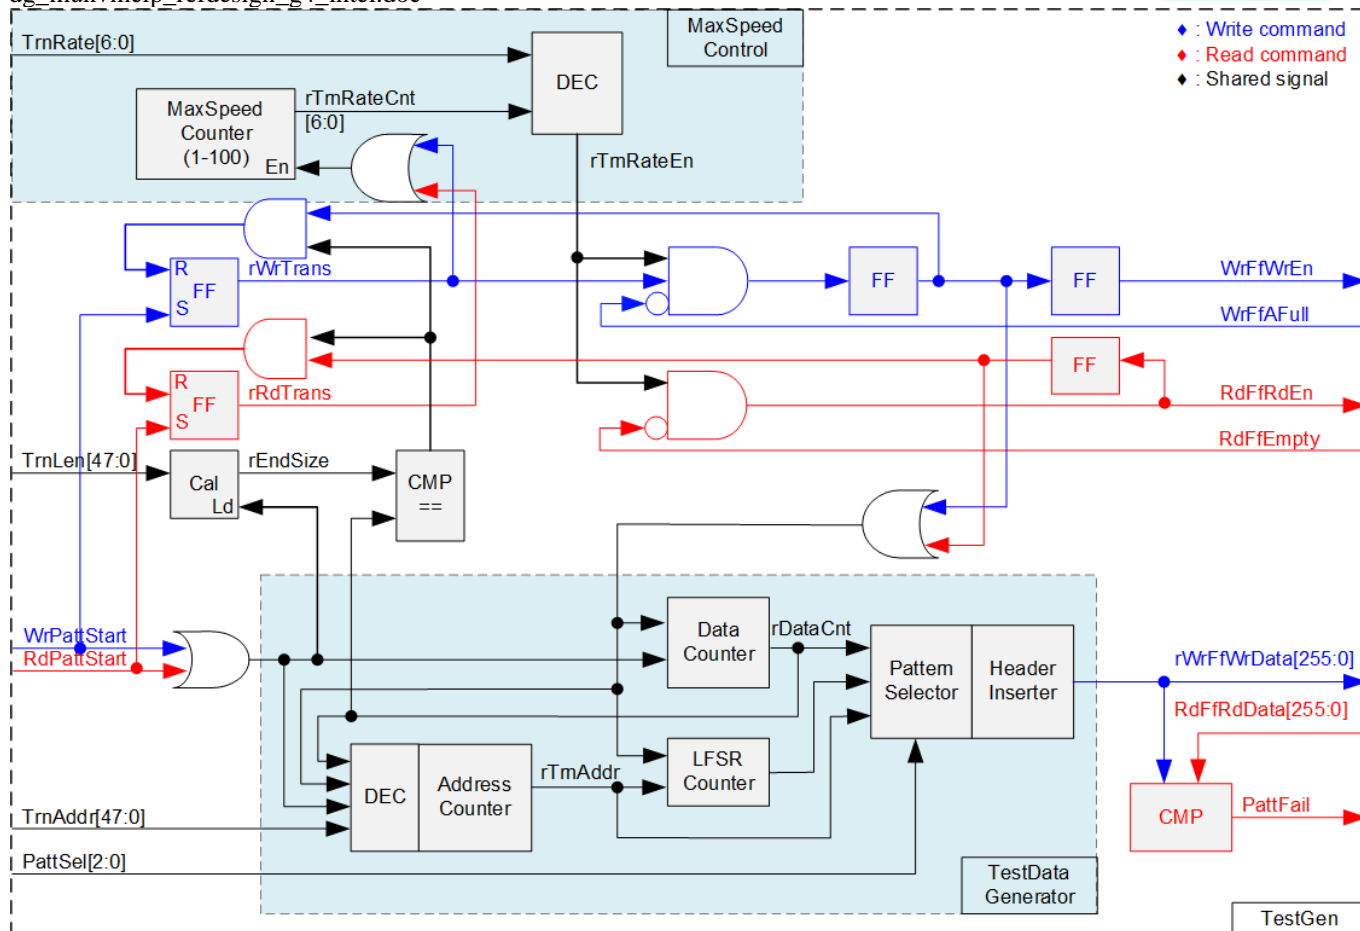 TrnRate[6:0]
MaxSpeed
Control
♦ : Write command
♦ : Read command
♦ : Shared signal
DEC
MaxSpeed
Counter
(1-100)
En
rTmRateCnt
[6:0]
rTmRateEn
R
FF
S
rWrTrans
FF
FF
WrFfWrEn
WrFfAFull
R
FF
S
rRdTrans
FF
RdFfRdEn
RdFfEmpty
TrnLen[47:0]
Cal
Ld
rEndSize
CMP
==
WrPattStart
RdPattStart
Data
Counter
rDataCnt
Pattern
Selector
Header
Inserter
rWrFfWrData[255:0]
RdFfRdData[255:0]
DEC
Address
Counter
rTmAddr
LFSR
Counter
CMP
PattFail
TrnAddr[47:0]
PattSel[2:0]
TestData
Generator
TestGen